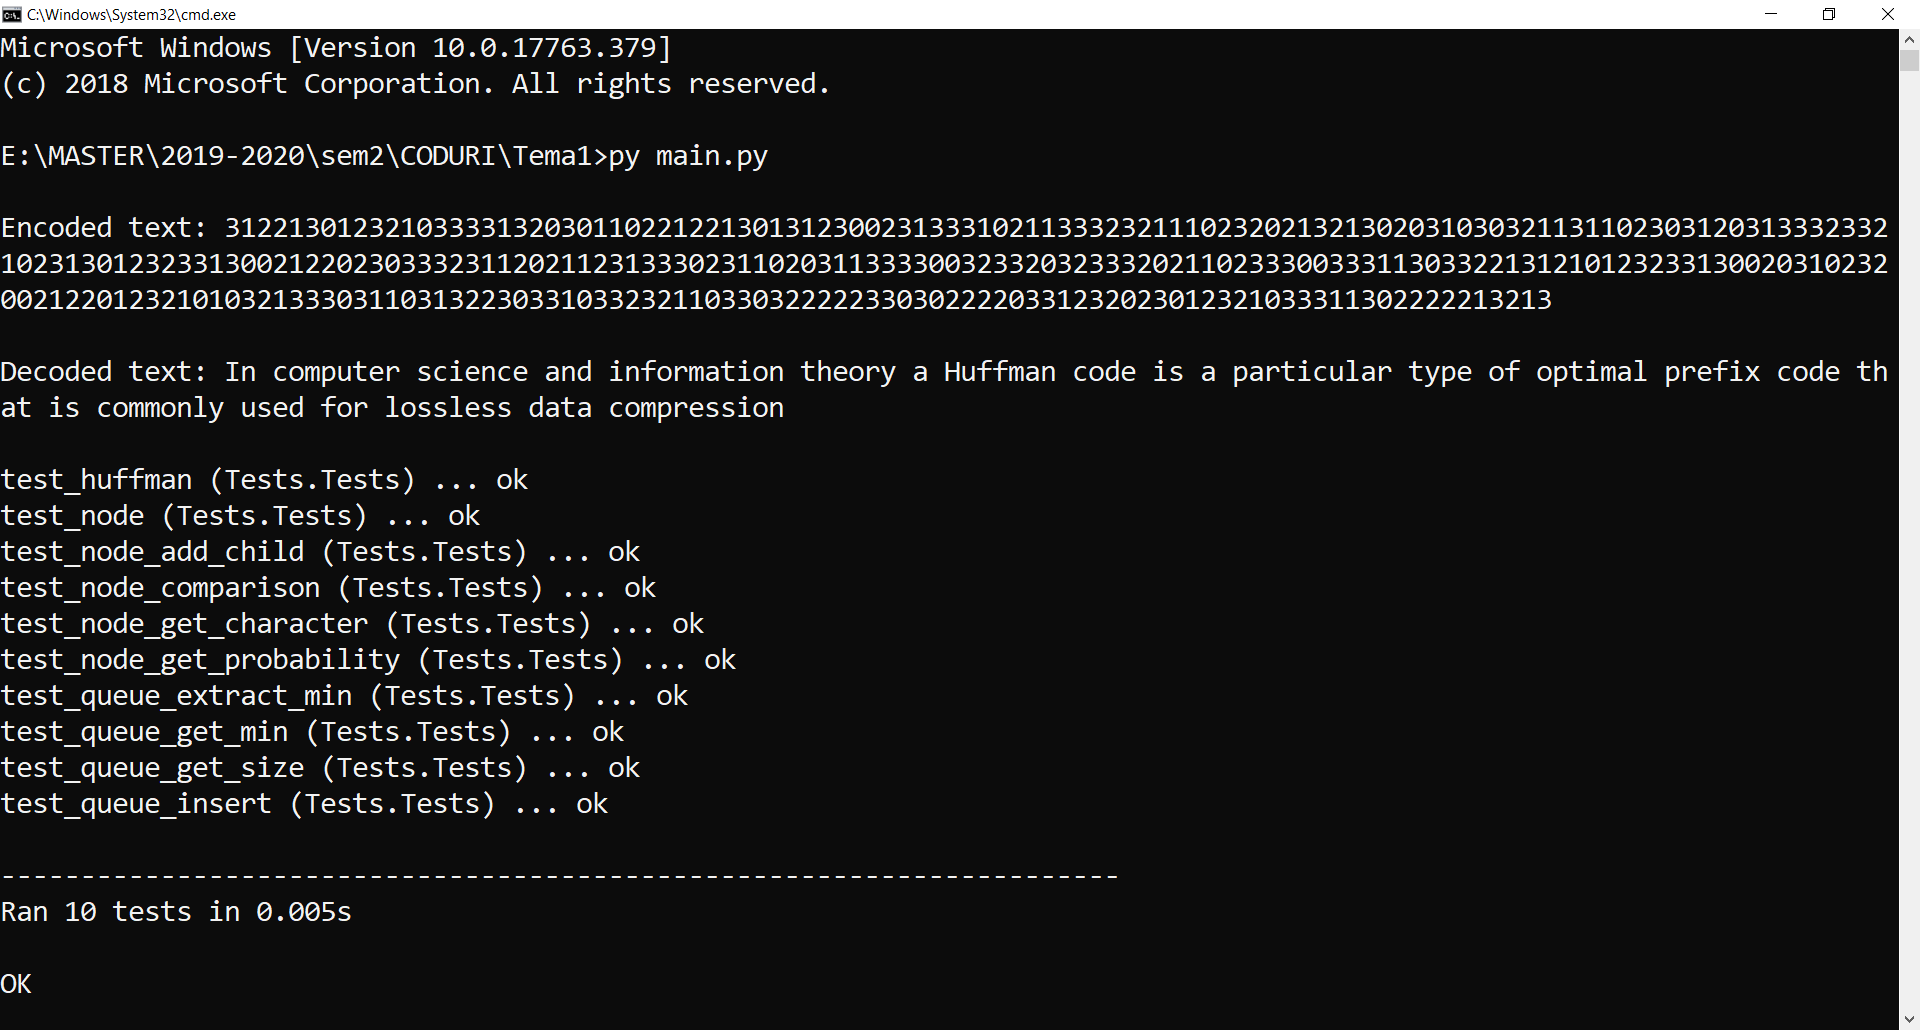 C:\Windows\System32\cmd.exe
Microsoft Windows [Version 10.0.17763.379]
(c) 2018 Microsoft Corporation. All rights reserved.
E:\MASTER\2019-2020\sem2\CODURI\Tema1>py main.py
Encoded text: 31221301232103333132030110221221301312300231333102113332321110232021321302031030321131102303120313332332
1023130123233130021220230333231120211231333023110203113333003233203233320211023330033311303322131210123233130020310232
0021220123210103213330311031322303310332321103303222223303022220331232023012321033311302222213213
Decoded text: In computer science and information theory a Huffman code is a particular type of optimal prefix code th
at is commonly used for lossless data compression
test_huffman (Tests.Tests) ... ok
test_node (Tests.Tests) ... ok
test_node_add_child (Tests.Tests) ... ok
test_node_comparison (Tests.Tests) ... ok
test_node_get_character (Tests.Tests) ... ok
test_node_get_probability (Tests.Tests) ... ok
test_queue_extract_min (Tests.Tests) ... ok
test_queue_get_min (Tests.Tests) ... ok
test_queue_get_size (Tests.Tests) ... ok
test_queue_insert (Tests.Tests) ... ok
----------------------------------------------------------------------
Ran 10 tests in 0.005s
OK